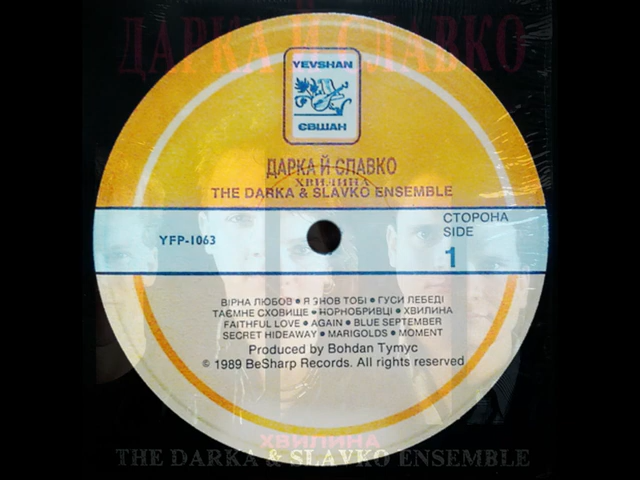 ДАРКА Й СЛАВКО
YEVSHAN
ЄВШАН
ДАРКА Й СЛАВКО
ХВИЛИНА
THE DARKA & SLAVKO ENSEMBLE
YFP-1063
СТОРОНА
SIDE
1
ВІРНА ЛЮБОВ • Я ЗНОВ ТОБІ • ГУСИ ЛЕБЕДІ
ТАЄМНЕ СХОВИЩЕ • ЧОРНОБРИВЦІ • ХВИЛИНА
FAITHFUL LOVE • AGAIN • BLUE SEPTEMBER
SECRET HIDEAWAY • MARIGOLDS • MOMENT
Produced by Bohdan Tymyc
© 1989 BeSharp Records. All rights reserved
ХВИЛИНА
THE DARKA & SLAVKO ENSEMBLE